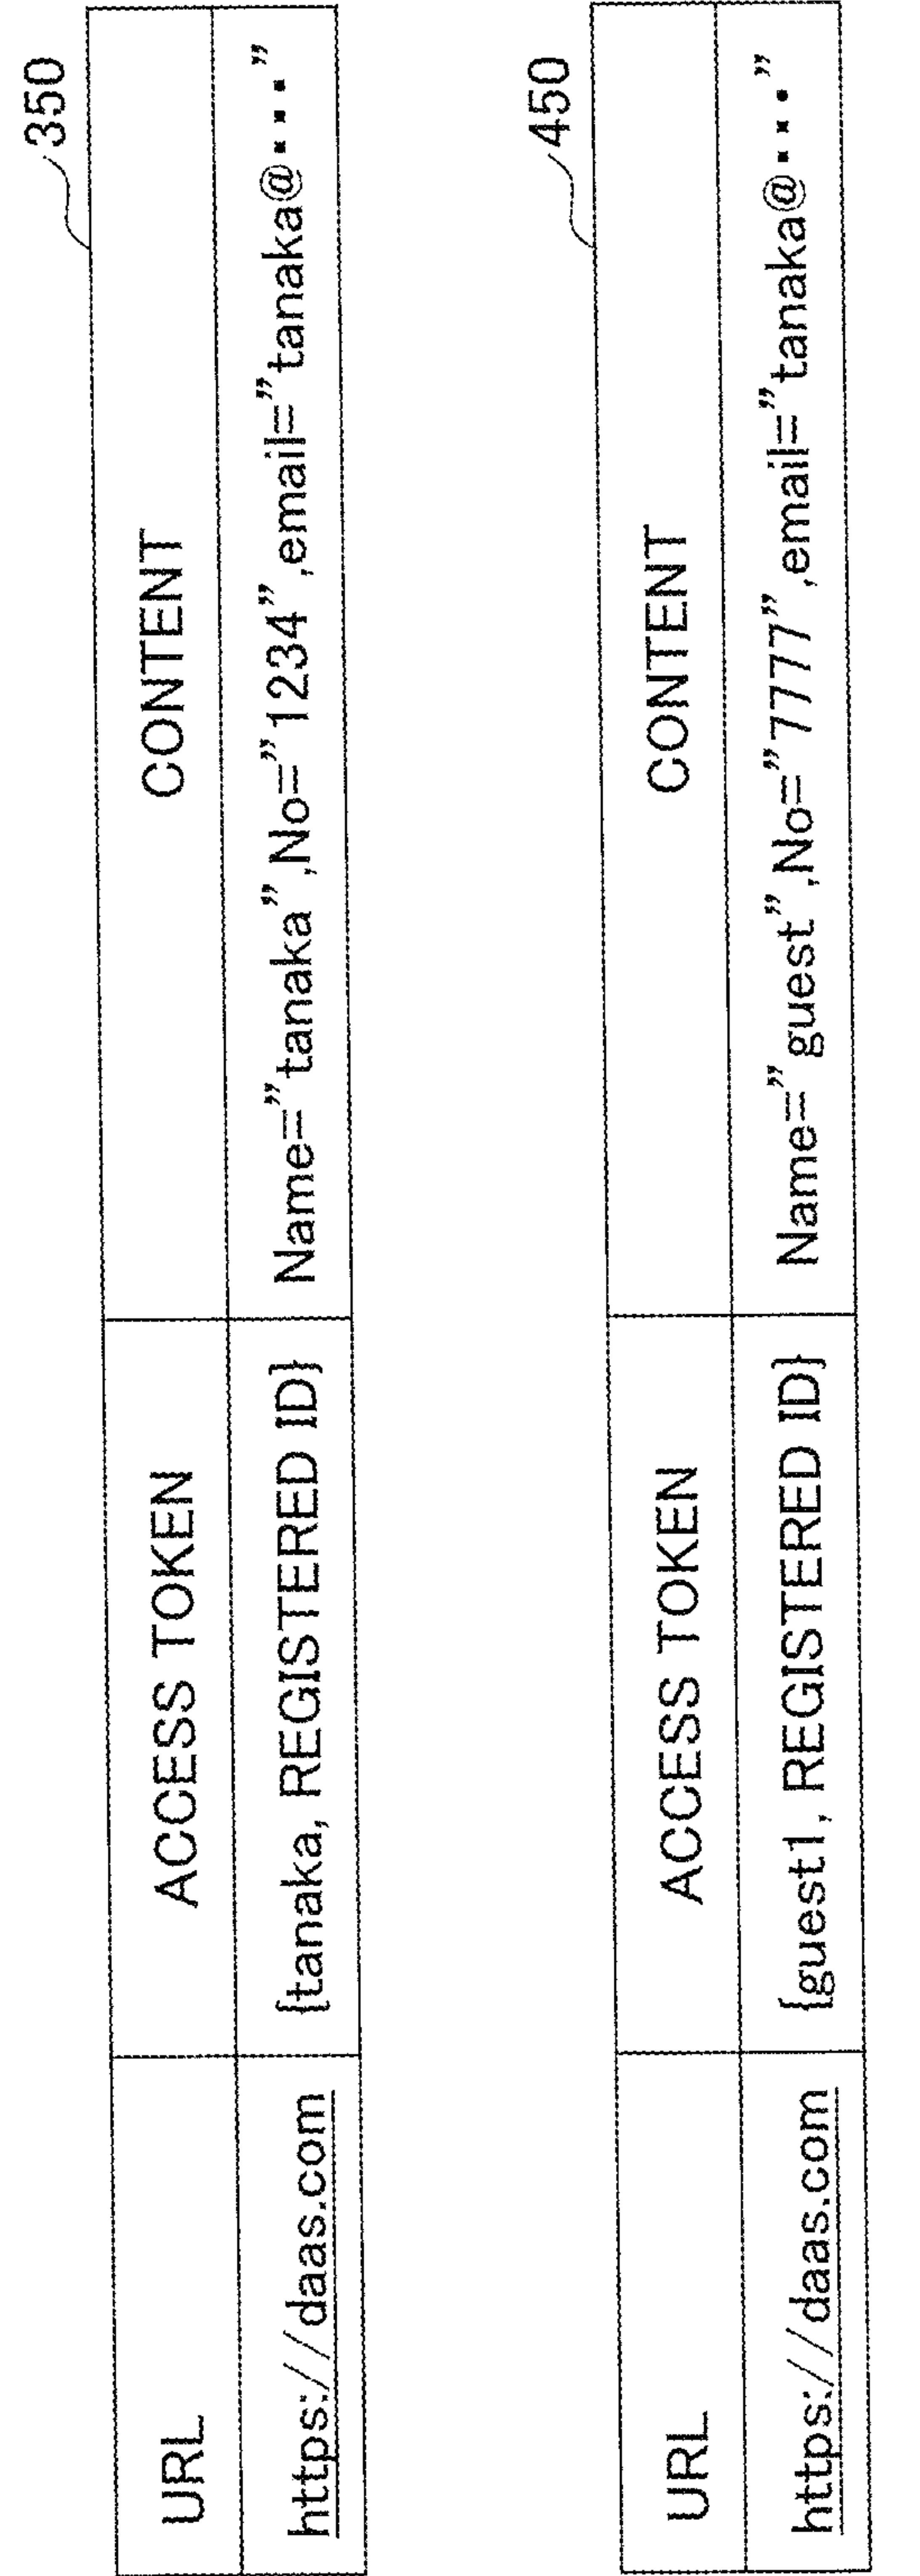 350
URL ACCESS TOKEN CONTENT
https://daas.com {tanaka, REGISTERED ID} Name="tanaka",No="1234",email="tanaka@･･･"
450
URL ACCESS TOKEN CONTENT
https://daas.com {guest1, REGISTERED ID} Name="guest",No="7777",email="tanaka@･･･"